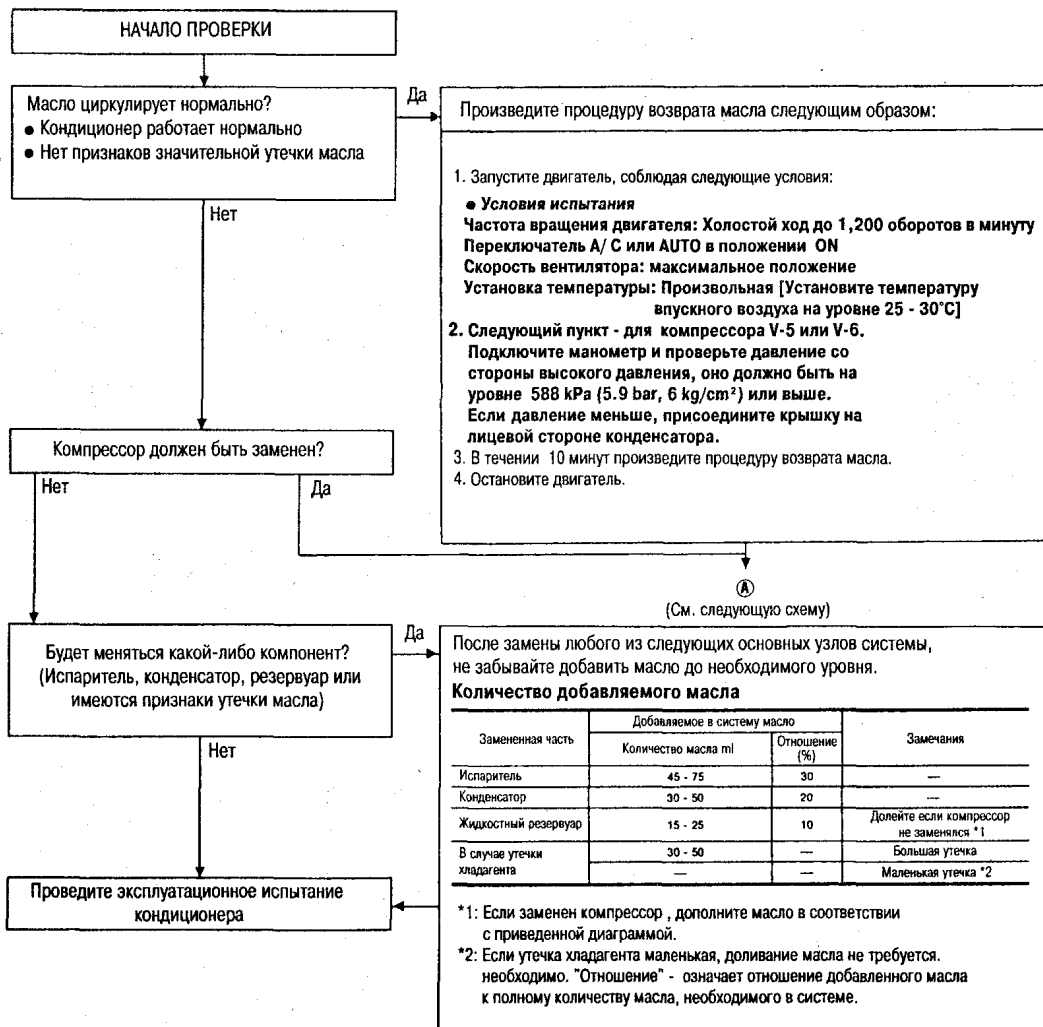 НАЧАЛО ПРОВЕРКИ
Масло циркулирует нормально?
● Кондиционер работает нормально
● Нет признаков значительной утечки масла
Да
Нет
Произведите процедуру возврата масла следующим образом:
1. Запустите двигатель, соблюдая следующие условия:
● Условия испытания
Частота вращения двигателя: Холостой ход до 1,200 оборотов в минуту
Переключатель A/ C или AUTO в положении ON
Скорость вентилятора: максимальное положение
Установка температуры: Произвольная [Установите температуру
впускного воздуха на уровне 25 - 30°C]
2. Следующий пункт - для компрессора V-5 или V-6.
Подключите манометр и проверьте давление со
стороны высокого давления, оно должно быть на
уровне 588 kPa (5.9 bar, 6 kg/cm²) или выше.
Если давление меньше, присоедините крышку на
лицевой стороне конденсатора.
3. В течении 10 минут произведите процедуру возврата масла.
4. Остановите двигатель.
Компрессор должен быть заменен?
Нет
Да
Ⓐ
(См. следующую схему)
Будет меняться какой-либо компонент?
(Испаритель, конденсатор, резервуар или
имеются признаки утечки масла)
Да
Нет
После замены любого из следующих основных узлов системы,
не забывайте добавить масло до необходимого уровня.
Количество добавляемого масла
Замененная часть
Добавляемое в систему масло
Замечания
Количество масла ml
Отношение
(%)
Испаритель 45 - 75 30 —
Конденсатор 30 - 50 20 —
Жидкостный резервуар 15 - 25 10 Долейте если компрессор
не заменялся *1
В случае утечки 30 - 50 — Большая утечка
хладагента — — Маленькая утечка *2
*1: Если заменен компрессор , дополните масло в соответствии
с приведенной диаграммой.
*2: Если утечка хладагента маленькая, доливание масла не требуется.
необходимо. "Отношение" - означает отношение добавленного масла
к полному количеству масла, необходимого в системе.
Проведите эксплуатационное испытание
кондиционера